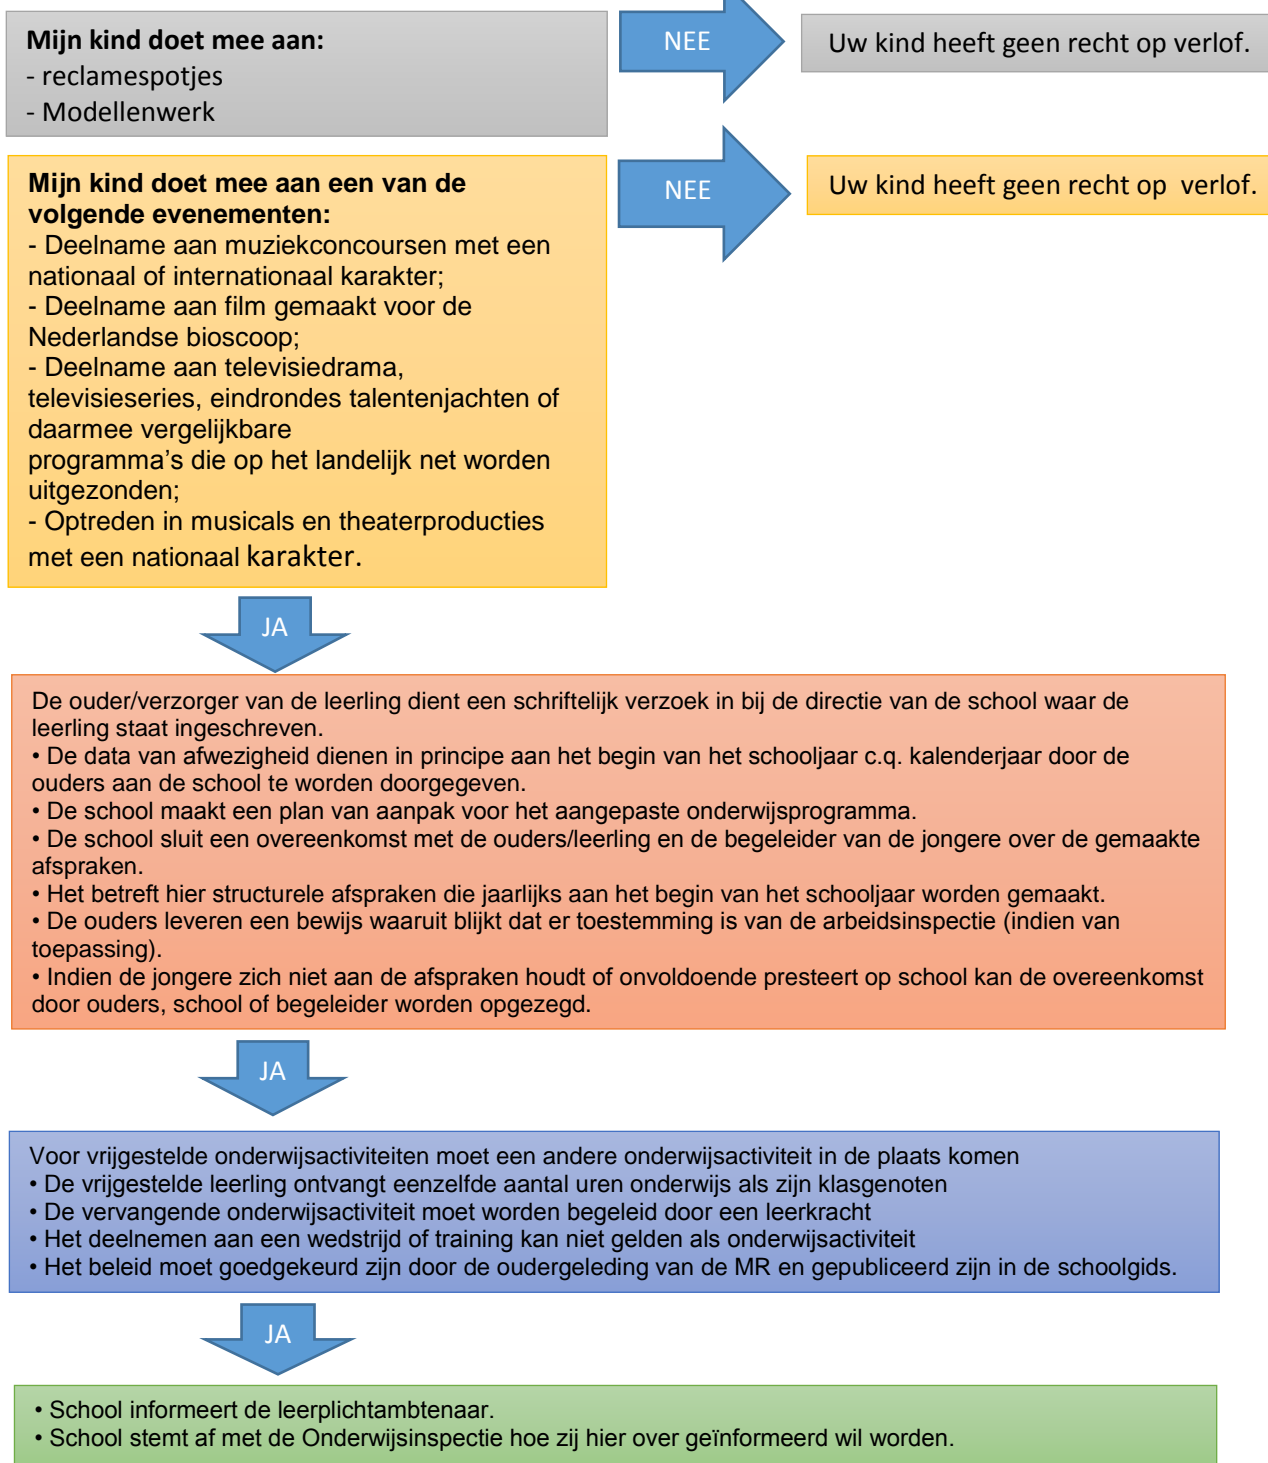 Mijn kind doet mee aan:
- reclamespotjes
- Modellenwerk
NEE
Uw kind heeft geen recht op verlof.
Mijn kind doet mee aan een van de
volgende evenementen:
- Deelname aan muziekconcoursen met een
nationaal of internationaal karakter;
- Deelname aan film gemaakt voor de
Nederlandse bioscoop;
- Deelname aan televisiedrama,
televisieseries, eindrondes talentenjachten of
daarmee vergelijkbare
programma's die op het landelijk net worden
uitgezonden;
- Optreden in musicals en theaterproducties
met een nationaal karakter.
NEE
Uw kind heeft geen recht op verlof.
JA
De ouder/verzorger van de leerling dient een schriftelijk verzoek in bij de directie van de school waar de
leerling staat ingeschreven.
• De data van afwezigheid dienen in principe aan het begin van het schooljaar c.q. kalenderjaar door de
ouders aan de school te worden doorgegeven.
• De school maakt een plan van aanpak voor het aangepaste onderwijsprogramma.
• De school sluit een overeenkomst met de ouders/leerling en de begeleider van de jongere over de gemaakte
afspraken.
• Het betreft hier structurele afspraken die jaarlijks aan het begin van het schooljaar worden gemaakt.
• De ouders leveren een bewijs waaruit blijkt dat er toestemming is van de arbeidsinspectie (indien van
toepassing).
• Indien de jongere zich niet aan de afspraken houdt of onvoldoende presteert op school kan de overeenkomst
door ouders, school of begeleider worden opgezegd.
JA
Voor vrijgestelde onderwijsactiviteiten moet een andere onderwijsactiviteit in de plaats komen
• De vrijgestelde leerling ontvangt eenzelfde aantal uren onderwijs als zijn klasgenoten
• De vervangende onderwijsactiviteit moet worden begeleid door een leerkracht
• Het deelnemen aan een wedstrijd of training kan niet gelden als onderwijsactiviteit
• Het beleid moet goedgekeurd zijn door de oudergeleding van de MR en gepubliceerd zijn in de schoolgids.
JA
• School informeert de leerplichtambtenaar.
• School stemt af met de Onderwijsinspectie hoe zij hier over geïnformeerd wil worden.